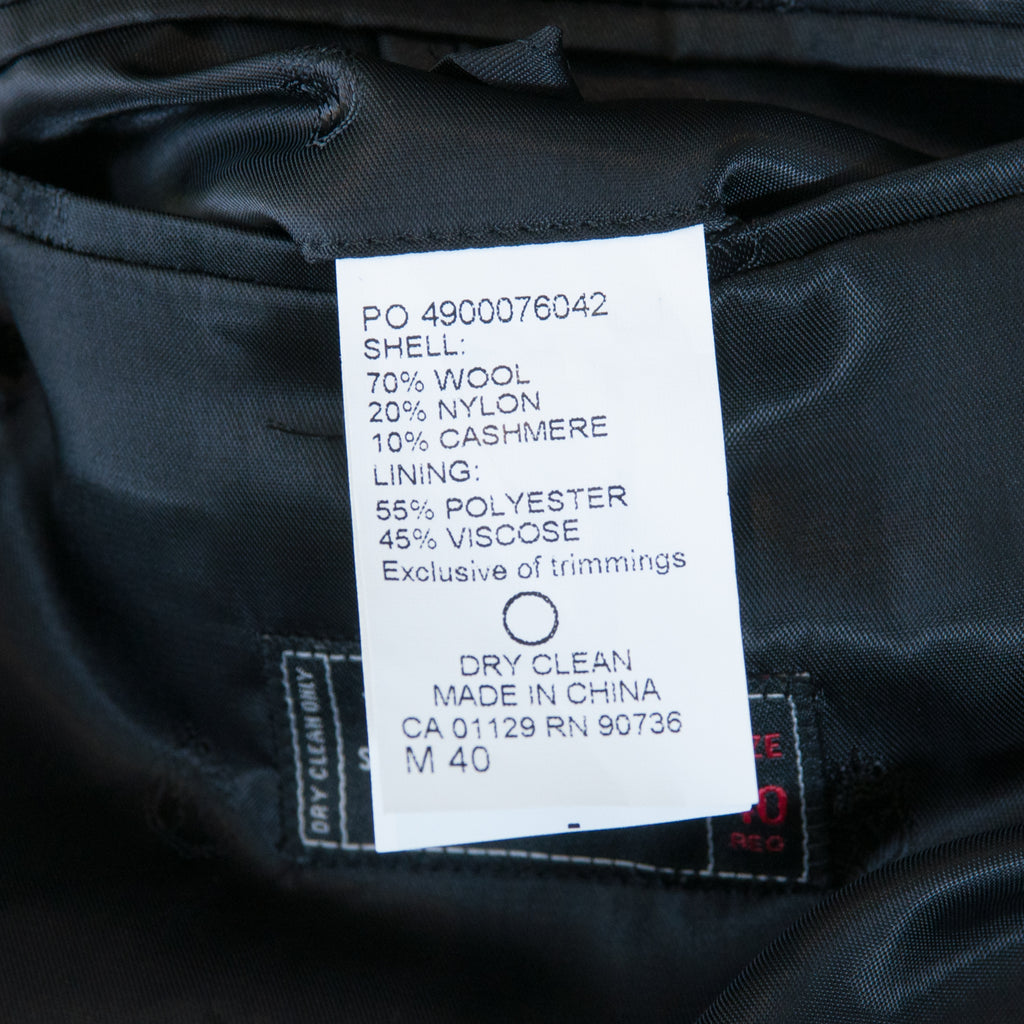 PO 4900076042
SHELL:
70% WOOL
20% NYLON
10% CASHMERE
LINING:
55% POLYESTER
45% VISCOSE
Exclusive of trimmings
DRY CLEAN
MADE IN CHINA
CA 01129 RN 90736
M 40
DRY CLEAN ONLY
REG